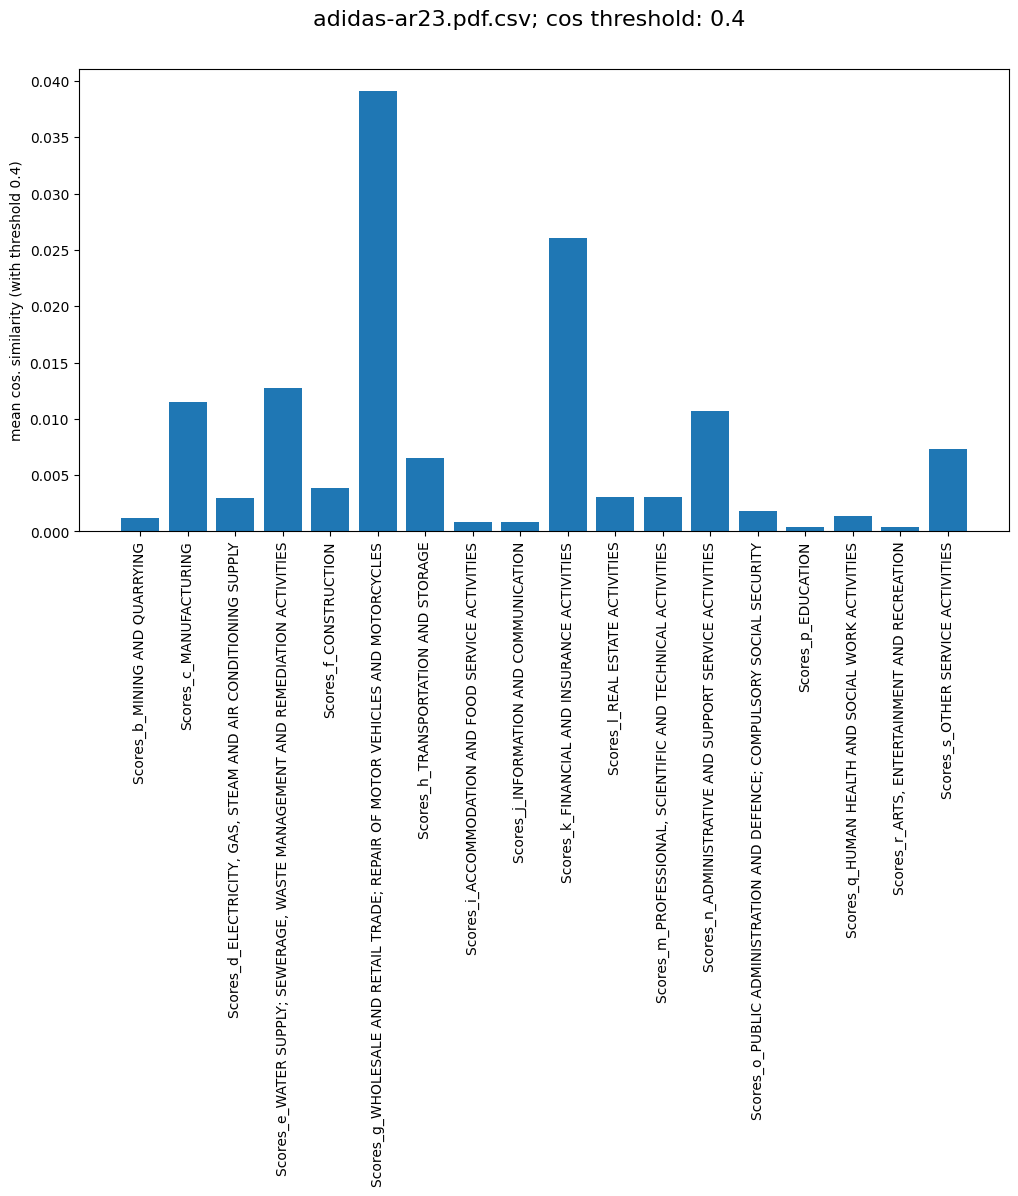 adidas-ar23.pdf.csv; cos threshold: 0.4
mean cos. similarity (with threshold 0.4)
0.040
0.035
0.030
0.025
0.020
0.015
0.010
0.005
0.000
Scores_b_MINING AND QUARRYING
Scores_c_MANUFACTURING
Scores_d_ELECTRICITY, GAS, STEAM AND AIR CONDITIONING SUPPLY
Scores_e_WATER SUPPLY; SEWERAGE, WASTE MANAGEMENT AND REMEDIATION ACTIVITIES
Scores_f_CONSTRUCTION
Scores_g_WHOLESALE AND RETAIL TRADE; REPAIR OF MOTOR VEHICLES AND MOTORCYCLES
Scores_h_TRANSPORTATION AND STORAGE
Scores_i_ACCOMMODATION AND FOOD SERVICE ACTIVITIES
Scores_j_INFORMATION AND COMMUNICATION
Scores_k_FINANCIAL AND INSURANCE ACTIVITIES
Scores_l_REAL ESTATE ACTIVITIES
Scores_m_PROFESSIONAL, SCIENTIFIC AND TECHNICAL ACTIVITIES
Scores_n_ADMINISTRATIVE AND SUPPORT SERVICE ACTIVITIES
Scores_o_PUBLIC ADMINISTRATION AND DEFENCE; COMPULSORY SOCIAL SECURITY
Scores_p_EDUCATION
Scores_q_HUMAN HEALTH AND SOCIAL WORK ACTIVITIES
Scores_r_ARTS, ENTERTAINMENT AND RECREATION
Scores_s_OTHER SERVICE ACTIVITIES